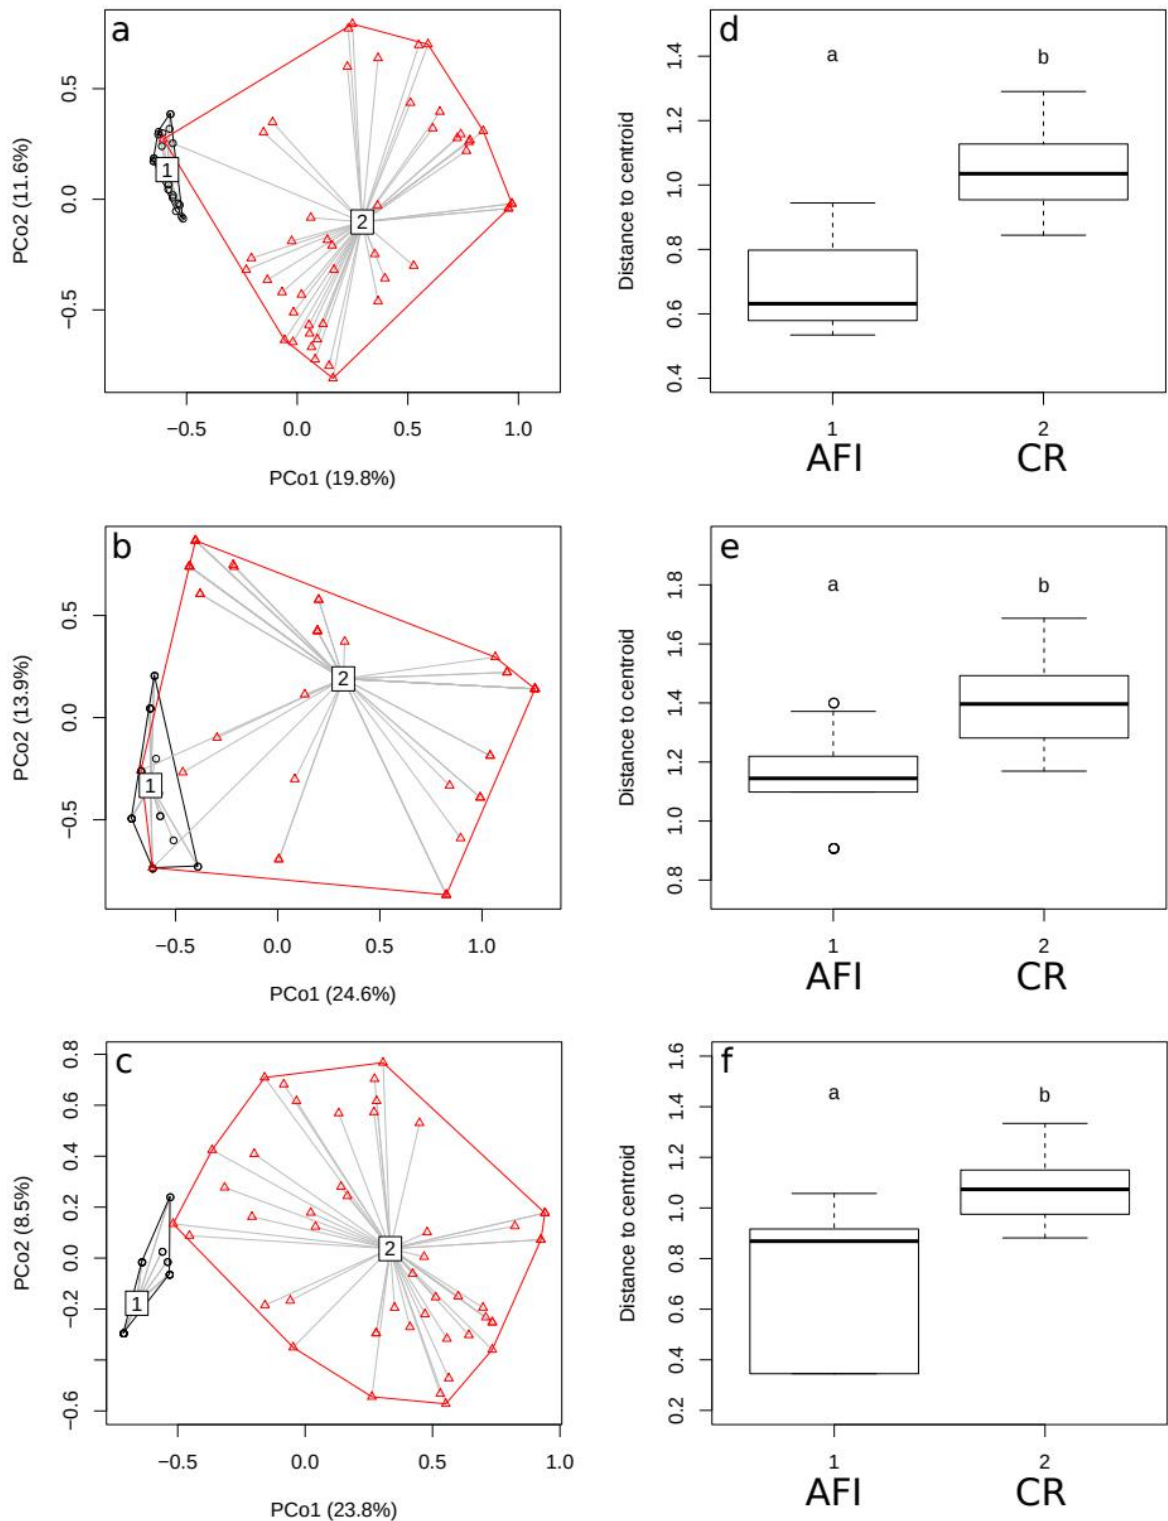 a
PCo2 (11.6%)
0.5
0.0
−0.5
1
2
−0.5 0.0 0.5 1.0
PCo1 (19.8%)
d
Distance to centroid
1.4
1.2
1.0
0.8
0.6
0.4
a b
1 2
AFI CR
b
PCo2 (13.9%)
0.5
0.0
−0.5
2
1
−0.5 0.0 0.5 1.0
PCo1 (24.6%)
e
Distance to centroid
1.8
1.6
1.4
1.2
1.0
0.8
a b
1 2
AFI CR
c
PCo2 (8.5%)
0.8
0.6
0.4
0.2
0.0
−0.2
−0.6
2
1
−0.5 0.0 0.5 1.0
PCo1 (23.8%)
f
Distance to centroid
1.6
1.4
1.2
1.0
0.8
0.6
0.4
0.2
a b
1 2
AFI CR